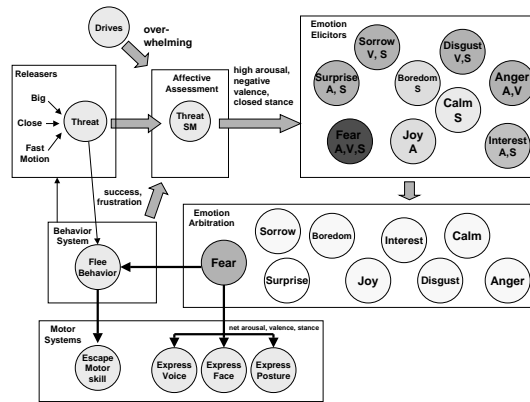 Drives
over-
whelming
Releasers
Big
Close
Fast
Motion
Threat
Affective
Assessment
Threat
SM
high arousal,
negative
valence,
closed stance
Emotion
Elicitors
Sorrow
V, S
Disgust
V,S
Surprise
A, S
Boredom
S
Anger
A,V
Calm
S
Fear
A,V,S
Joy
A
Interest
A,S
success,
frustration
Behavior
System
Flee
Behavior
Emotion
Arbitration
Fear
Sorrow
Boredom
Interest
Calm
Surprise
Joy
Disgust
Anger
Motor
Systems
net arousal, valence, stance
Escape
Motor
skill
Express
Voice
Express
Face
Express
Posture